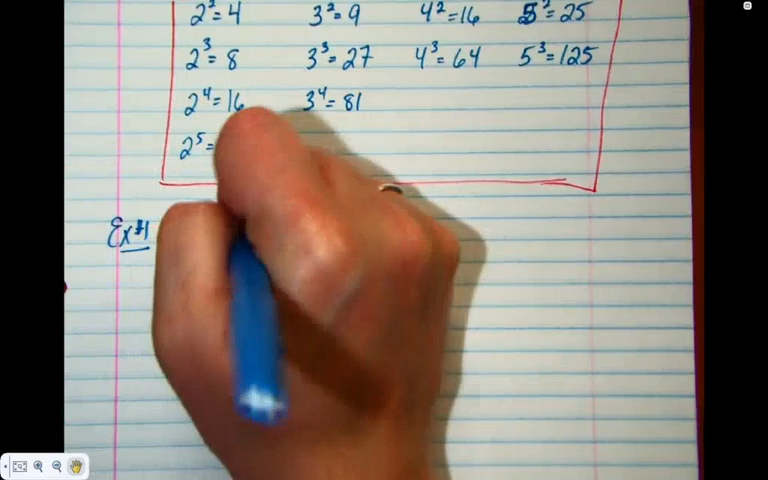 2² = 4 3² = 9 4² = 16 5² = 25
2³ = 8 3³ = 27 4³ = 64 5³ = 125
2⁴ = 16 3⁴ = 81
2⁵ =
Ex #1